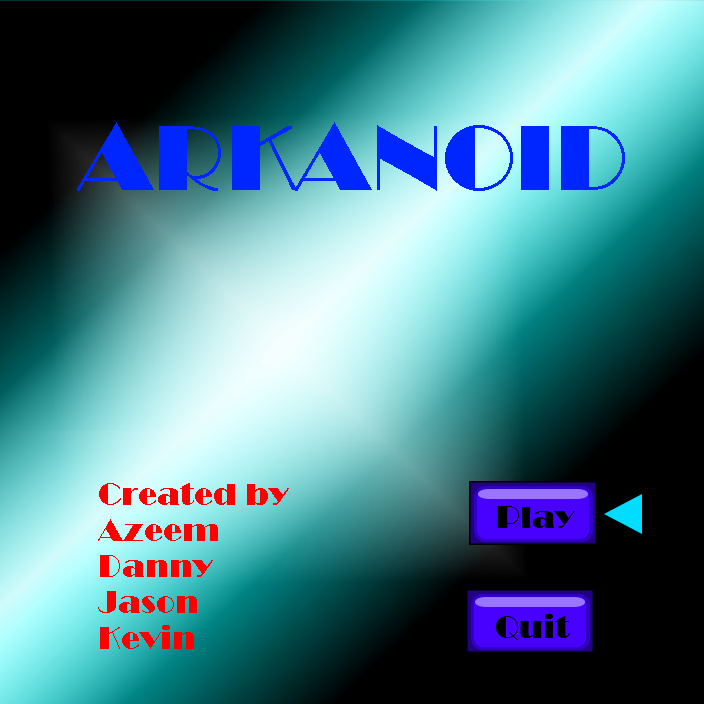 ARKANOID
Created by
Azeem
Danny
Jason
Kevin
Play
Quit